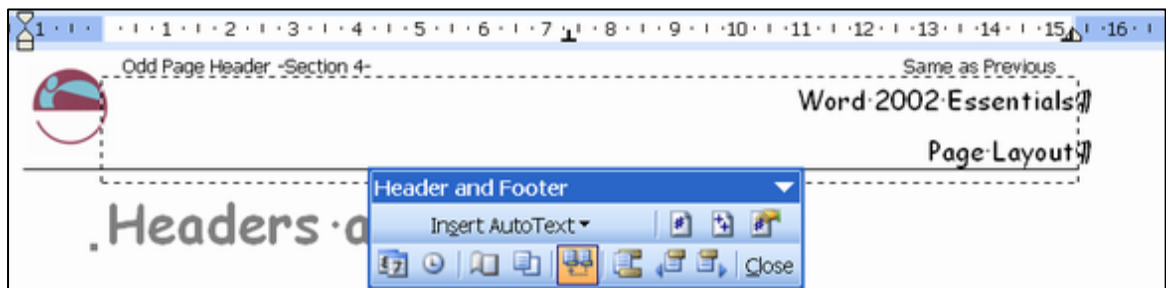 1 · 1 · 2 · 3 · 4 · 5 · 6 · 7 · 8 · 9 · 10 · 11 · 12 · 13 · 14 · 15 · 16
Odd Page Header -Section 4- Same as Previous
Word·2002·Essentials¶
Page·Layout¶
Header and Footer
Headers·a
Insert AutoText
Close